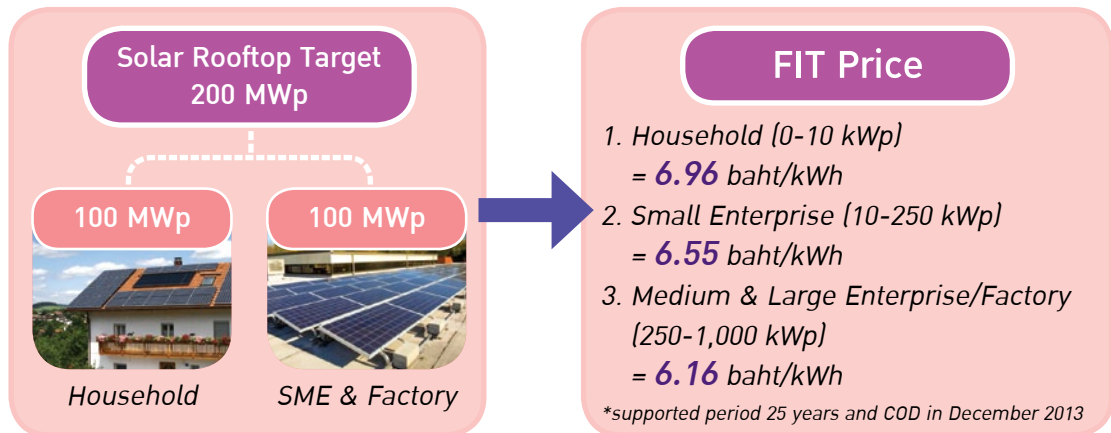 Solar Rooftop Target
200 MWp
100 MWp
100 MWp
Household
SME & Factory
FIT Price
1. Household (0-10 kWp)
= 6.96 baht/kWh
2. Small Enterprise (10-250 kWp)
= 6.55 baht/kWh
3. Medium & Large Enterprise/Factory
(250-1,000 kWp)
= 6.16 baht/kWh
*supported period 25 years and COD in December 2013